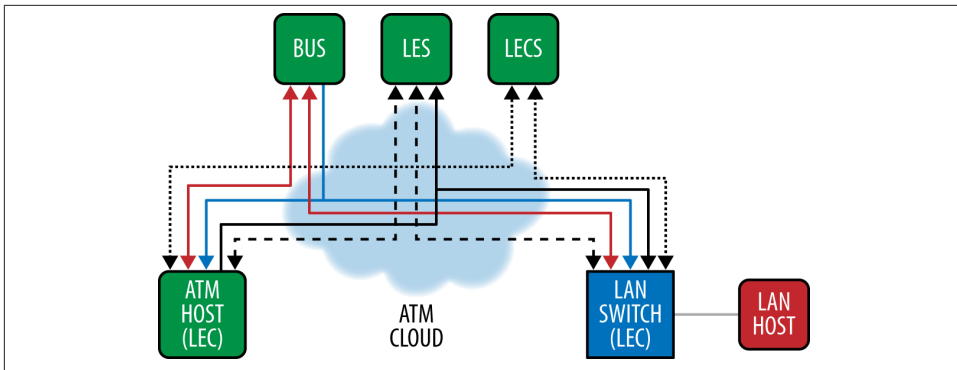 BUS
LES
LECS
ATM
HOST
(LEC)
ATM
CLOUD
LAN
SWITCH
(LEC)
LAN
HOST